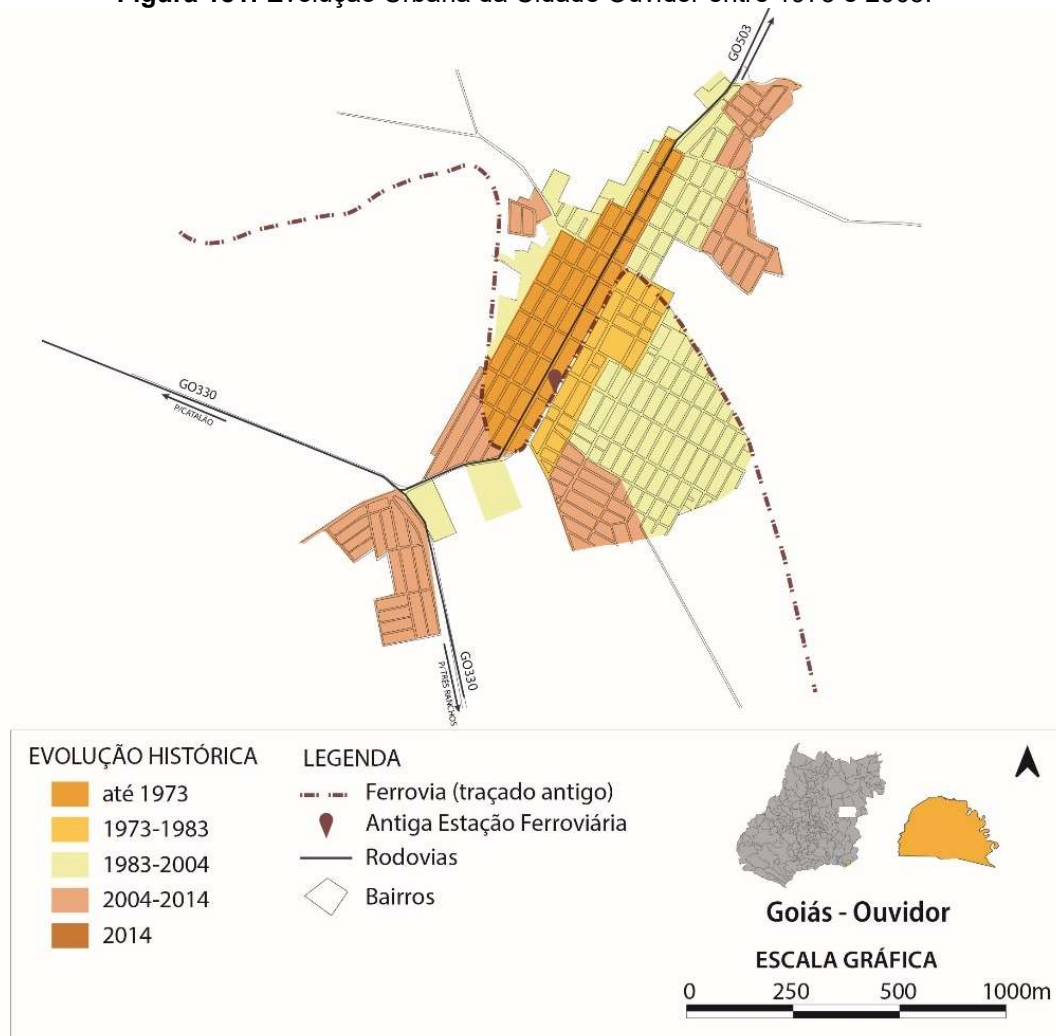 GO503
GO330
P/CATALÃO
GO330
P/TRÊS RANCHOS
EVOLUÇÃO HISTÓRICA
até 1973
1973-1983
1983-2004
2004-2014
2014
LEGENDA
Ferrovia (traçado antigo)
Antiga Estação Ferroviária
Rodovias
Bairros
Goiás - Ouvidor
ESCALA GRÁFICA
0 250 500 1000m